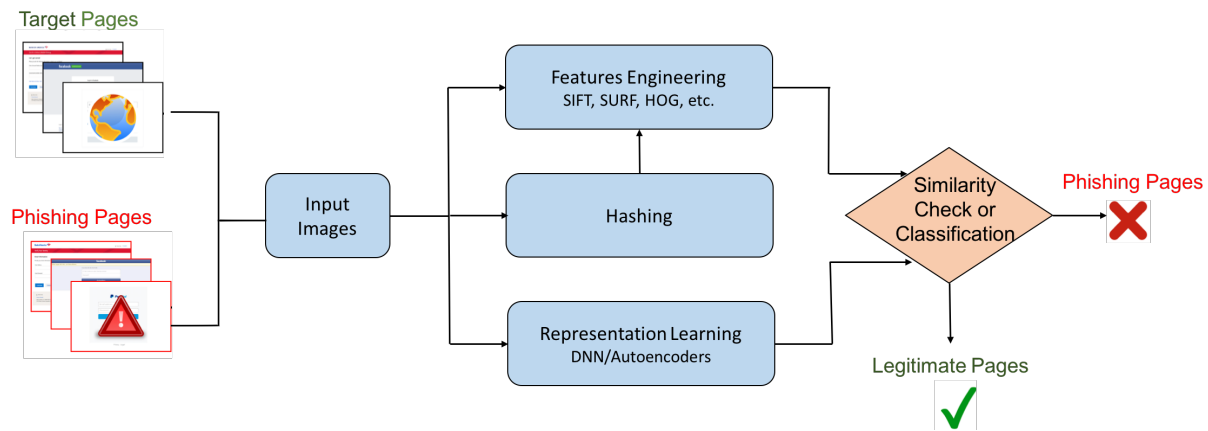 Target Pages
Phishing Pages
Input
Images
Features Engineering
SIFT, SURF, HOG, etc.
Hashing
Representation Learning
DNN/Autoencoders
Similarity
Check or
Classification
Phishing Pages
Legitimate Pages